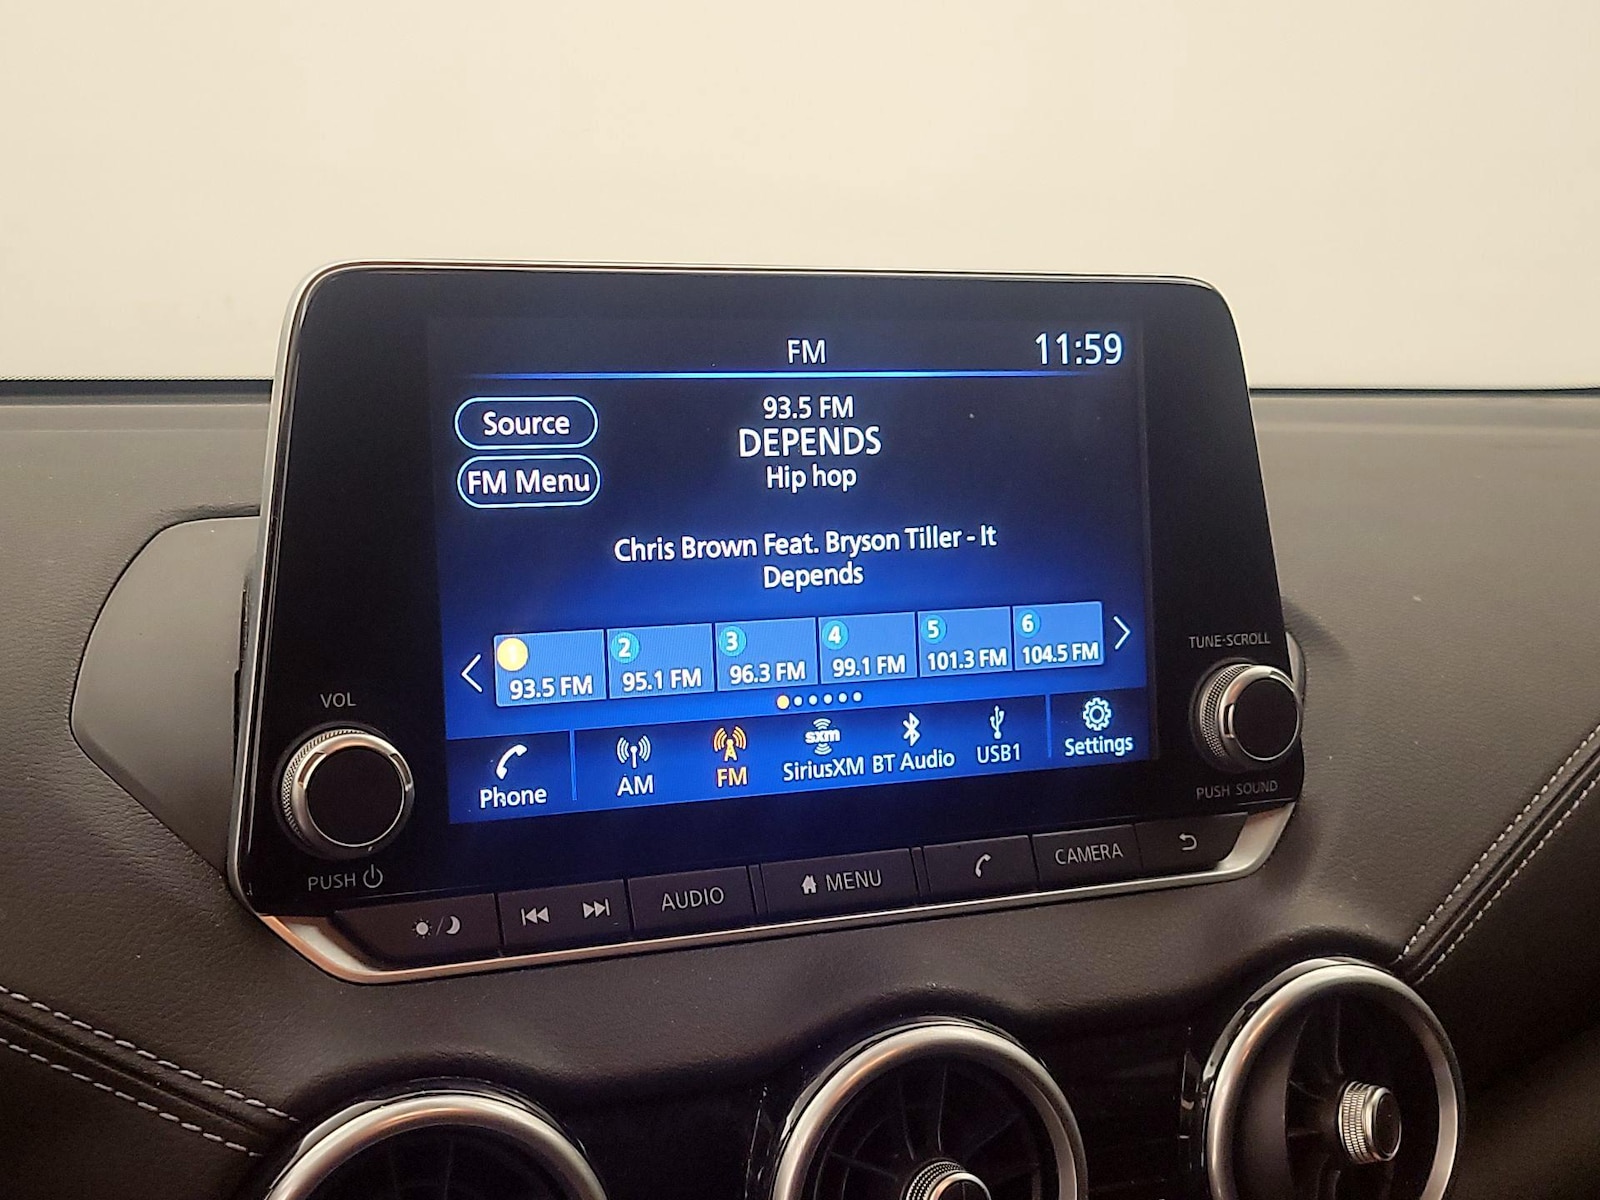 FM
11:59
Source
93.5 FM
DEPENDS
FM Menu
Hip hop
Chris Brown Feat. Bryson Tiller - It
Depends
1
2
3
4
5
6
93.5 FM
95.1 FM
96.3 FM
99.1 FM
101.3 FM
104.5 FM
Phone
AM
FM
sxm
SiriusXM
BT Audio
USB1
Settings
VOL
PUSH
TUNE·SCROLL
PUSH SOUND
AUDIO
MENU
CAMERA